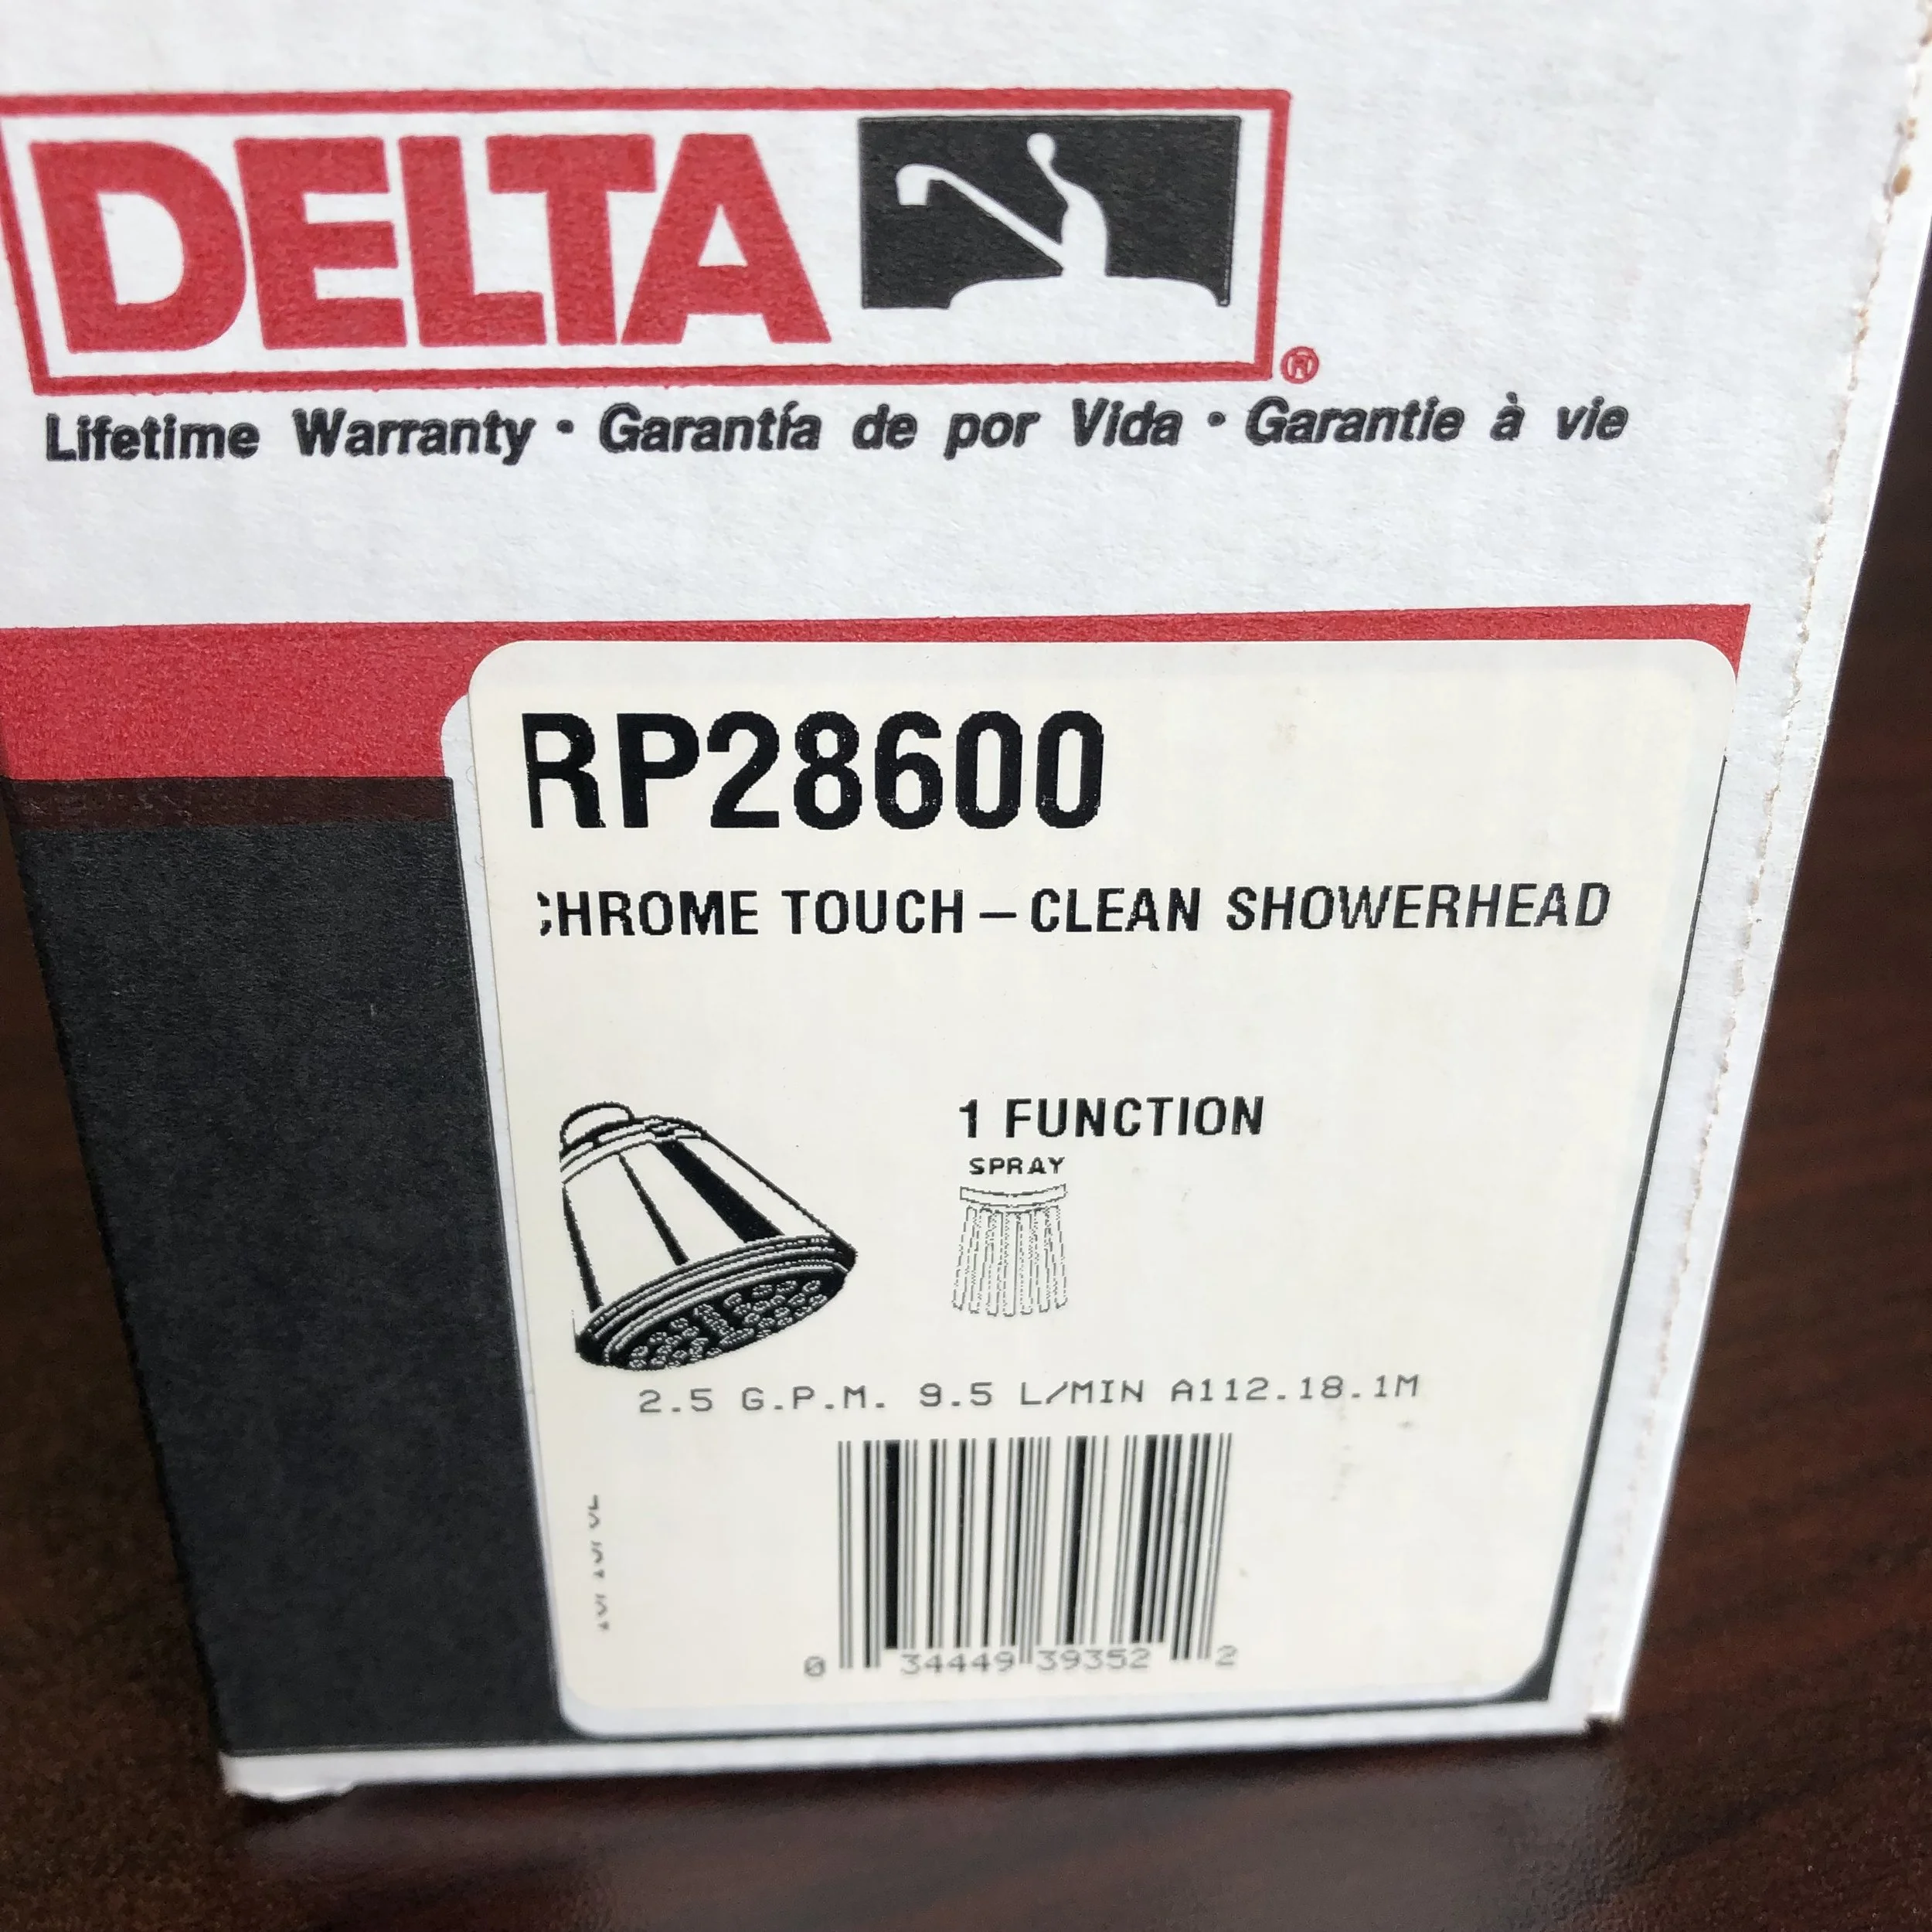 DELTA
®
Lifetime Warranty · Garantía de por Vida · Garantie à vie
RP28600
CHROME TOUCH-CLEAN SHOWERHEAD
1 FUNCTION
SPRAY
2.5 G.P.M. 9.5 L/MIN A112.18.1M
0 34449 39352 2